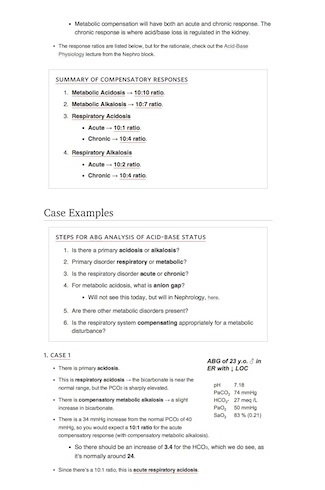 • Metabolic compensation will have both an acute and chronic response. The
chronic response is where acid/base loss is regulated in the kidney.
• The response ratios are listed below, but for the rationale, check out the Acid-Base
Physiology lecture from the Nephro block.
SUMMARY OF COMPENSATORY RESPONSES
1. Metabolic Acidosis → 10:10 ratio.
2. Metabolic Alkalosis → 10:7 ratio.
3. Respiratory Acidosis
• Acute → 10:1 ratio.
• Chronic → 10:4 ratio.
4. Respiratory Alkalosis
• Acute → 10:2 ratio.
• Chronic → 10:4 ratio.
Case Examples
STEPS FOR ABG ANALYSIS OF ACID-BASE STATUS
1. Is there a primary acidosis or alkalosis?
2. Primary disorder respiratory or metabolic?
3. Is the respiratory disorder acute or chronic?
4. For metabolic acidosis, what is anion gap?
• Will not see this today, but will in Nephrology, here.
5. Are there other metabolic disorders present?
6. Is the respiratory system compensating appropriately for a metabolic
disturbance?
1. CASE 1
• There is primary acidosis.
• This is respiratory acidosis → the bicarbonate is near the
normal range, but the PCO₂ is sharply elevated.
• There is compensatory metabolic alkalosis → a slight
increase in bicarbonate.
• There is a 34 mmHg increase from the normal PCO₂ of 40
mmHg, so you would expect a 10:1 ratio for the acute
compensatory response (with compensatory metabolic alkalosis).
• So there should be an increase of 3.4 for the HCO₃, which we do see, as
it's normally around 24.
• Since there's a 10:1 ratio, this is acute respiratory acidosis.
ABG of 23 y.o. ♂ in
ER with ↓ LOC
pH 7.18
PaCO₂ 74 mmHg
HCO₃⁻ 27 meq /L
PaO₂ 50 mmHg
SaO₂ 83 % (0.21)